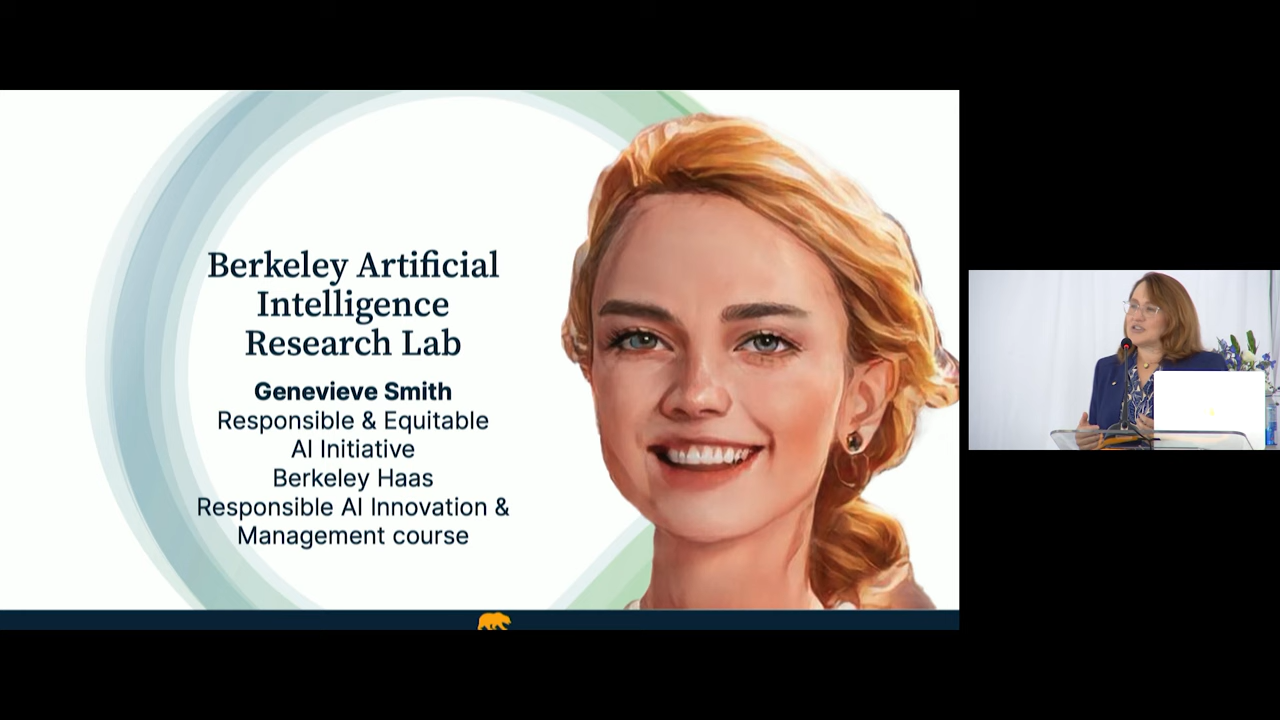 Berkeley Artificial
Intelligence
Research Lab
Genevieve Smith
Responsible & Equitable
AI Initiative
Berkeley Haas
Responsible AI Innovation &
Management course